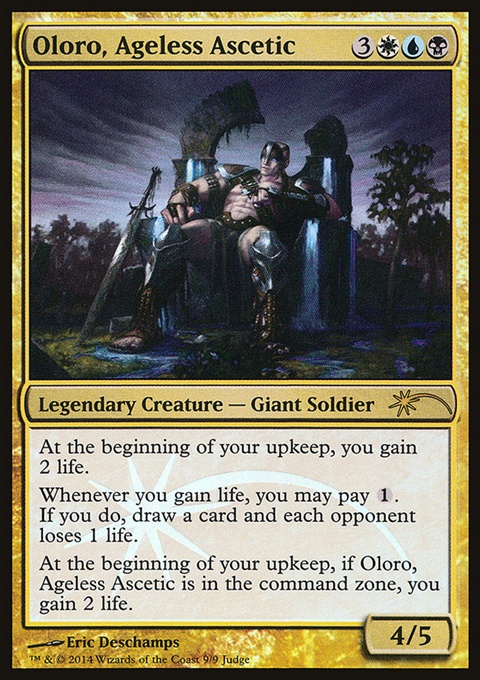 Oloro, Ageless Ascetic 3
Legendary Creature — Giant Soldier
At the beginning of your upkeep, you gain
2 life.
Whenever you gain life, you may pay 1.
If you do, draw a card and each opponent
loses 1 life.
At the beginning of your upkeep, if Oloro,
Ageless Ascetic is in the command zone, you
gain 2 life.
Eric Deschamps
4/5
™ & © 2014 Wizards of the Coast 9/9 Judge